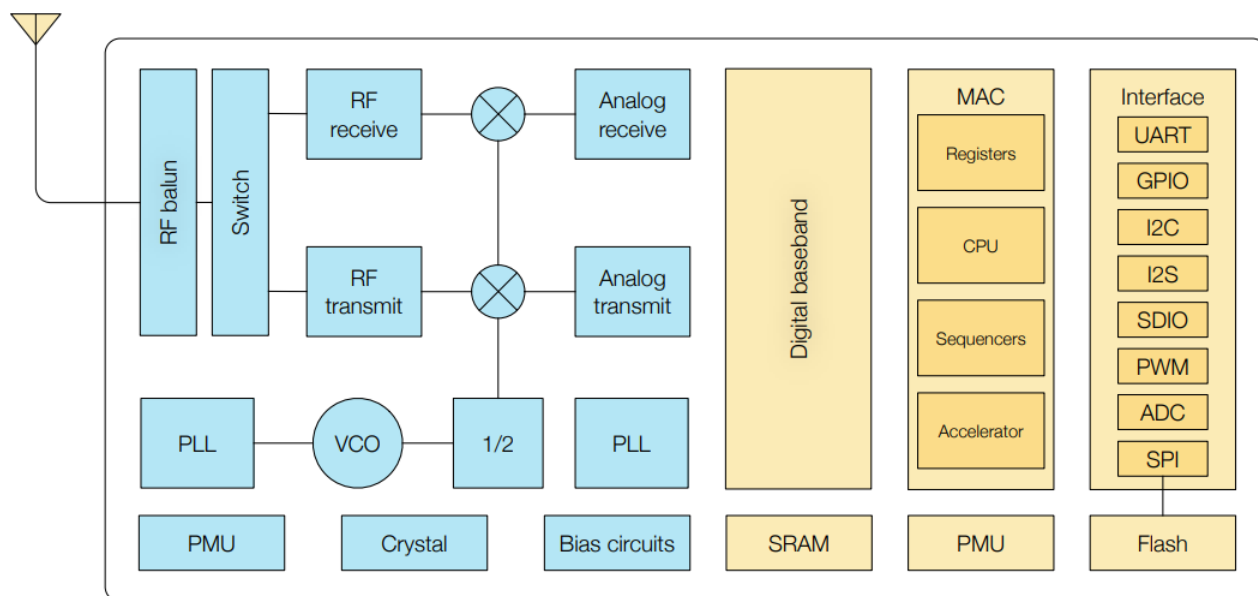 RF balun
Switch
RF
receive
Analog
receive
RF
transmit
Analog
transmit
PLL
VCO
1/2
PLL
PMU
Crystal
Bias circuits
Digital baseband
SRAM
MAC
Registers
CPU
Sequencers
Accelerator
PMU
Interface
UART
GPIO
I2C
I2S
SDIO
PWM
ADC
SPI
Flash